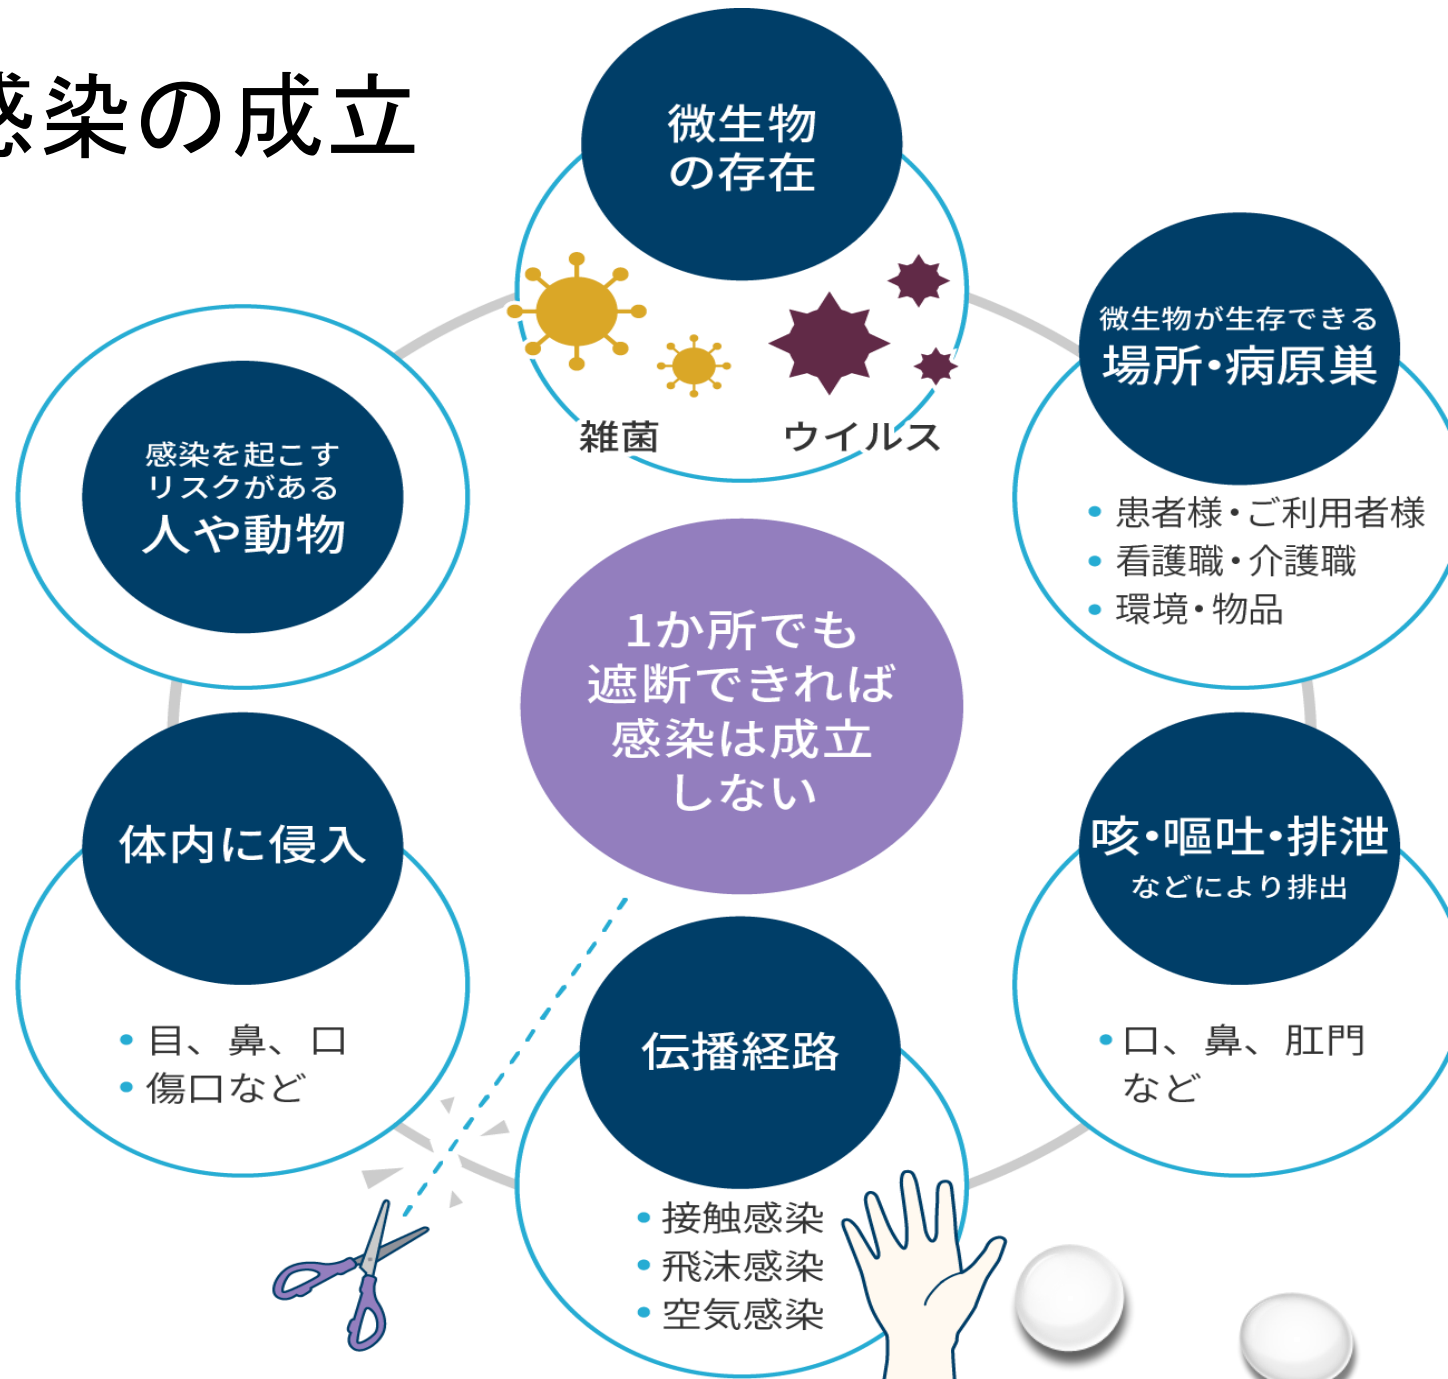 感染の成立
微生物
の存在
雑菌
ウイルス
微生物が生存できる
場所・病原巣
• 患者様・ご利用者様
• 看護職・介護職
• 環境・物品
咳・嘔吐・排泄
などにより排出
• 口、鼻、肛門
など
伝播経路
• 接触感染
• 飛沫感染
• 空気感染
体内に侵入
• 目、鼻、口
• 傷口など
感染を起こす
リスクがある
人や動物
1か所でも
遮断できれば
感染は成立
しない